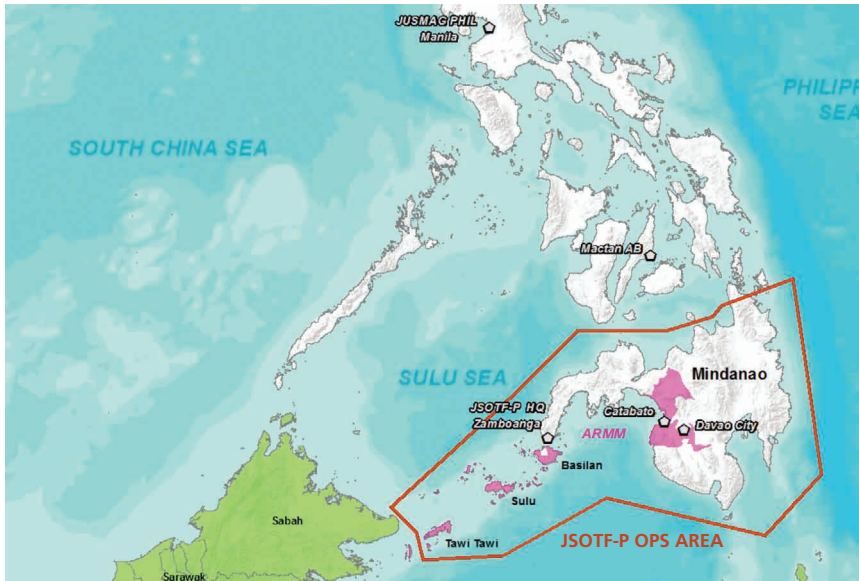 JUSMAG PHIL
Manila
PHILIPP
SEA
SOUTH CHINA SEA
Mactan AB
Mindanao
SULU SEA
JSOTF-P HQ
Zamboanga
Catabato
Davao City
ARMM
Basilan
Sulu
Sabah
Tawi Tawi
JSOTF-P OPS AREA
Sarawak